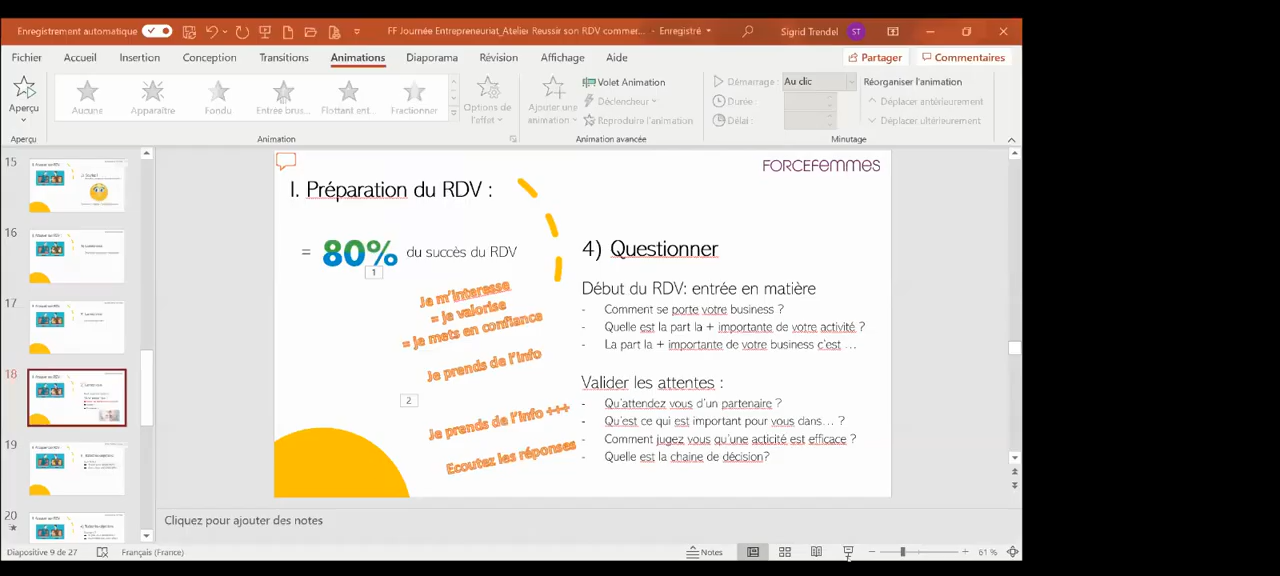 Enregistrement automatique
FF Journée Entrepreneuriat_Atelier Reussir son RDV commer... - Enregistré
Sigrid Trendel
ST
Fichier
Accueil
Insertion
Conception
Transitions
Animations
Diaporama
Révision
Affichage
Aide
Partager
Commentaires
Aperçu
Aucune
Apparaître
Fondu
Entrée brus...
Flottant ent...
Fractionner
Options de
l'effet
Ajouter une
animation
Volet Animation
Déclencheur
Reproduire l'animation
Démarrage :
Au clic
Durée :
Délai :
Réorganiser l'animation
Déplacer antérieurement
Déplacer ultérieurement
Aperçu
Animation
Animation avancée
Minutage
15
16
17
18
19
20
FORCEFEMMES
I. Préparation du RDV :
= 80% du succès du RDV
1
Je m'interesse
= je valorise
= je mets en confiance
Je prends de l'info
2
Je prends de l'info +++
Ecoutez les réponses
4) Questionner
Début du RDV: entrée en matière
- Comment se porte votre business ?
- Quelle est la part la + importante de votre activité ?
- La part la + importante de votre business c'est ...
Valider les attentes :
- Qu'attendez vous d'un partenaire ?
- Qu'est ce qui est important pour vous dans... ?
- Comment jugez vous qu'une acticité est efficace ?
- Quelle est la chaine de décision?
Cliquez pour ajouter des notes
Diapositive 9 de 27
Français (France)
Notes
61 %